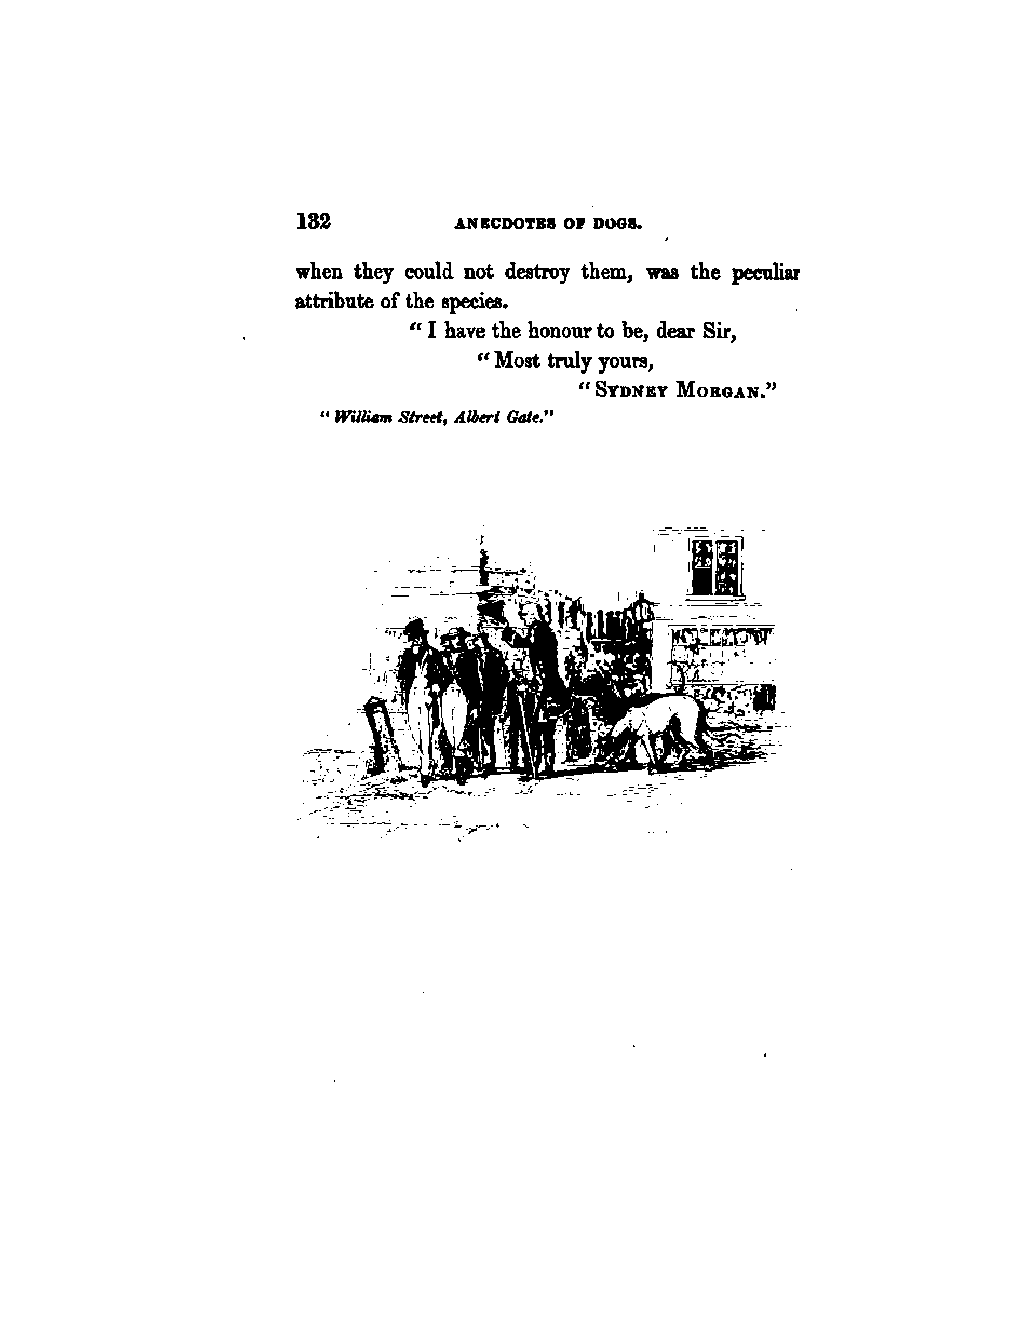 132 ANECDOTES OF DOGS.
when they could not destroy them, was the peculiar
attribute of the species.
“ I have the honour to be, dear Sir,
“ Most truly yours,
“ SYDNEY MORGAN.”
“ William Street, Albert Gate.”